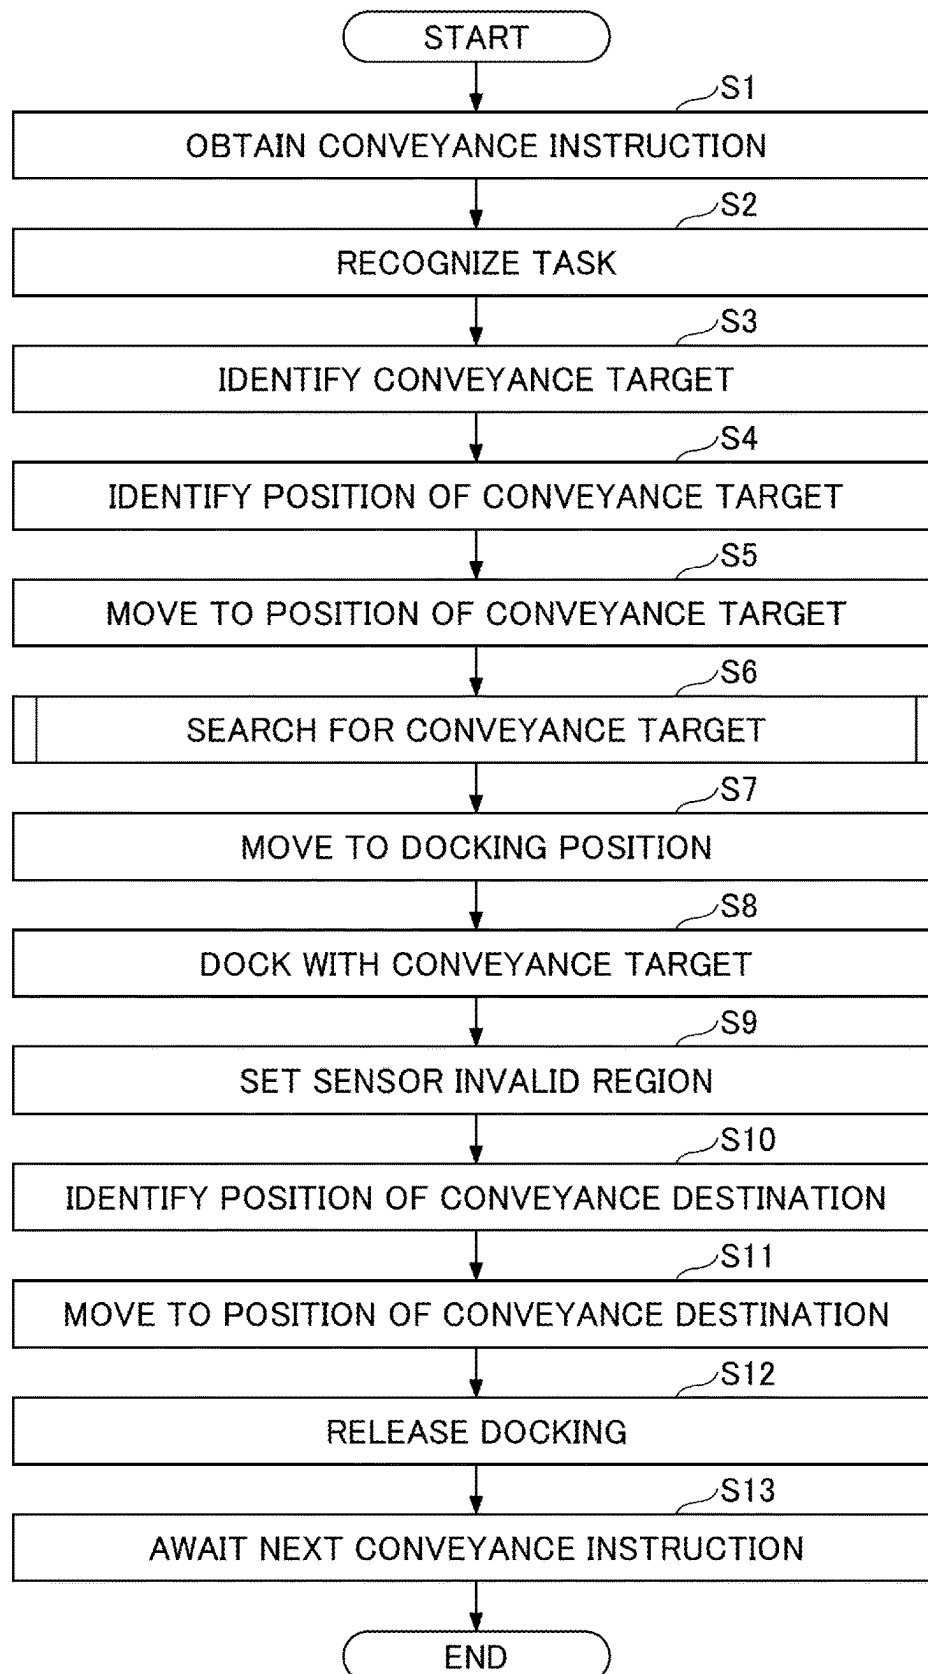 START
S1
OBTAIN CONVEYANCE INSTRUCTION
S2
RECOGNIZE TASK
S3
IDENTIFY CONVEYANCE TARGET
S4
IDENTIFY POSITION OF CONVEYANCE TARGET
S5
MOVE TO POSITION OF CONVEYANCE TARGET
S6
SEARCH FOR CONVEYANCE TARGET
S7
MOVE TO DOCKING POSITION
S8
DOCK WITH CONVEYANCE TARGET
S9
SET SENSOR INVALID REGION
S10
IDENTIFY POSITION OF CONVEYANCE DESTINATION
S11
MOVE TO POSITION OF CONVEYANCE DESTINATION
S12
RELEASE DOCKING
S13
AWAIT NEXT CONVEYANCE INSTRUCTION
END